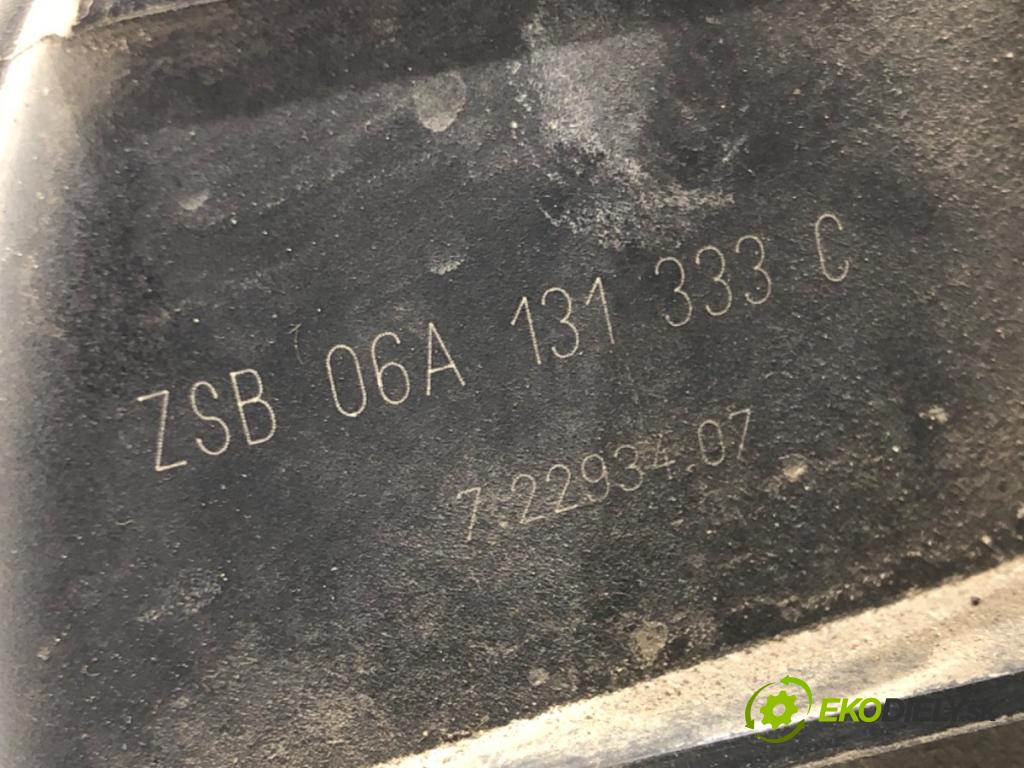 ZSB 06A 131 333 C
7.22934.07
EKODIELY.SK